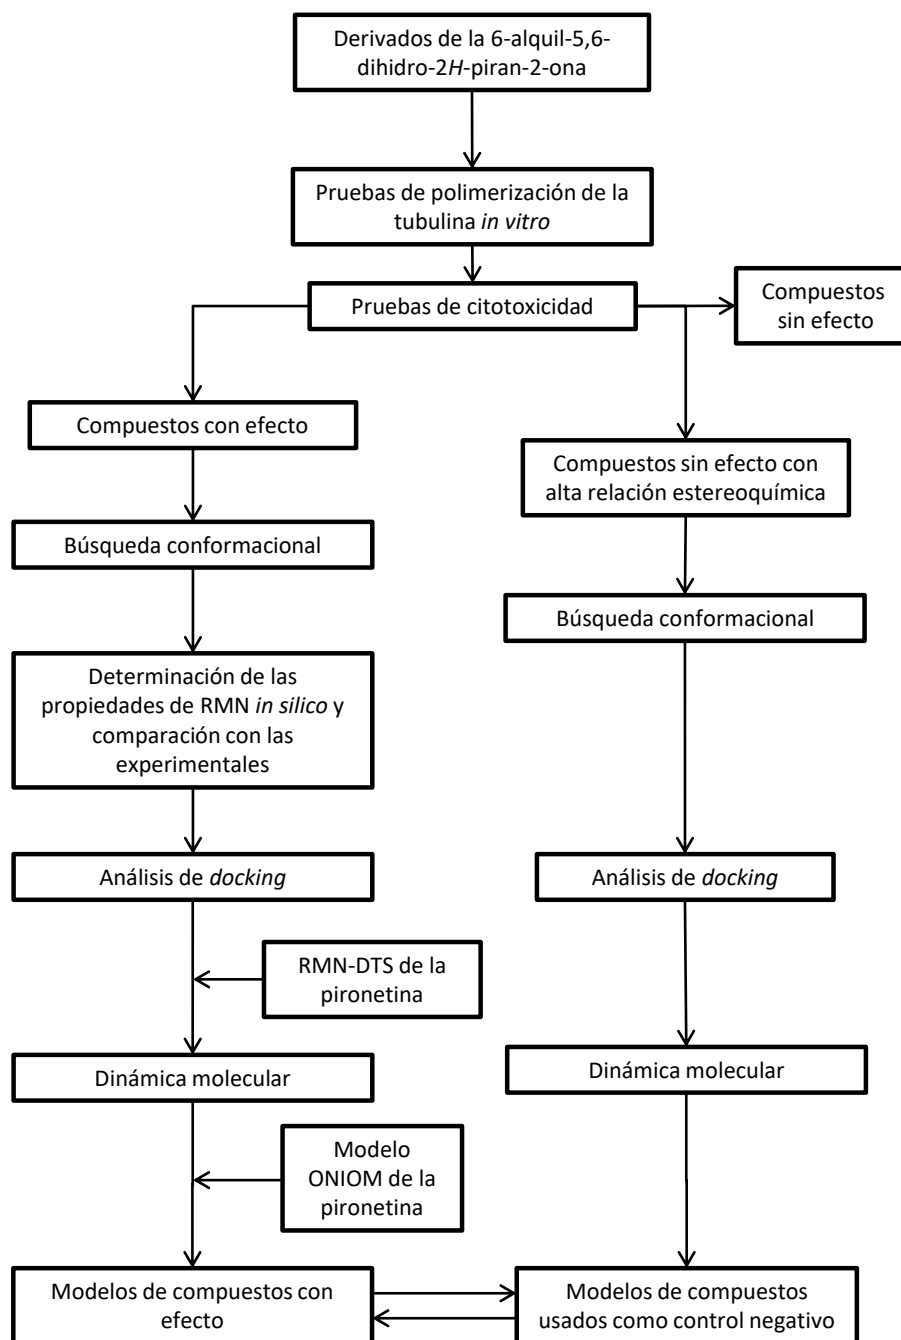 Derivados de la 6-alquil-5,6-
dihidro-2H-piran-2-ona
Pruebas de polimerización de la
tubulina in vitro
Pruebas de citotoxicidad
Compuestos
sin efecto
Compuestos con efecto
Compuestos sin efecto con
alta relación estereoquímica
Búsqueda conformacional
Búsqueda conformacional
Determinación de las
propiedades de RMN in silico y
comparación con las
experimentales
Análisis de docking
Análisis de docking
RMN-DTS de la
pironetina
Dinámica molecular
Dinámica molecular
Modelo
ONIOM de la
pironetina
Modelos de compuestos con
efecto
Modelos de compuestos
usados como control negativo